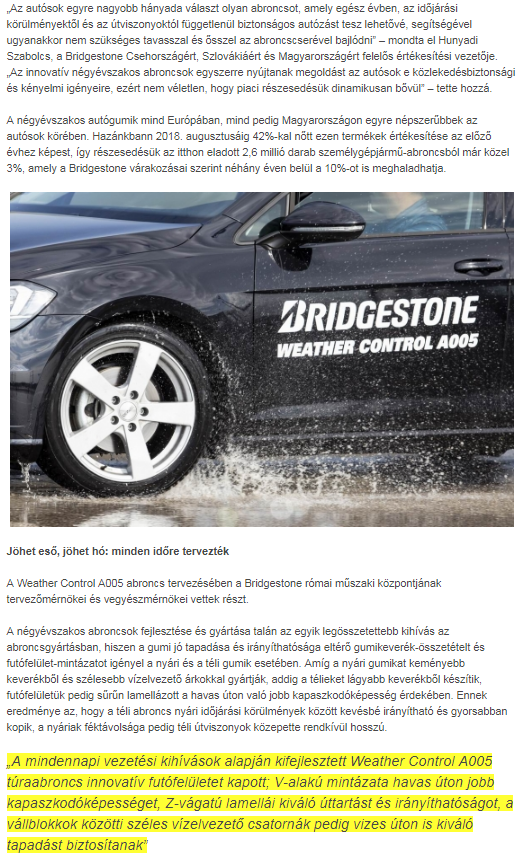 „Az autósok egyre nagyobb hányada választ olyan abroncsot, amely egész évben, az időjárási
körülményektől és az útviszonyoktól függetlenül biztonságos autózást tesz lehetővé, segítségével
ugyanakkor nem szükséges tavasszal és ősszel az abroncscserével bajlódni” – mondta el Hunyadi
Szabolcs, a Bridgestone Csehországért, Szlovákiáért és Magyarországért felelős értékesítési vezetője.
„Az innovatív négyévszakos abroncsok egyszerre nyújtanak megoldást az autósok e közlekedésbiztonsági
és kényelmi igényeire, ezért nem véletlen, hogy piaci részesedésük dinamikusan bővül” – tette hozzá.
A négyévszakos autógumik mind Európában, mind pedig Magyarországon egyre népszerűbbek az
autósok körében. Hazánkbann 2018. augusztusáig 42%-kal nőtt ezen termékek értékesítése az előző
évhez képest, így részesedésük az itthon eladott 2,6 millió darab személygépjármű-abroncsból már közel
3%, amely a Bridgestone várakozásai szerint néhány éven belül a 10%-ot is meghaladhatja.
BRIDGESTONE
WEATHER CONTROL A005
Jöhet eső, jöhet hó: minden időre tervezték
A Weather Control A005 abroncs tervezésében a Bridgestone római műszaki központjának
tervezőmérnökei és vegyészmérnökei vettek részt.
A négyévszakos abroncsok fejlesztése és gyártása talán az egyik legösszetettebb kihívás az
abroncsgyártásban, hiszen a gumi jó tapadása és irányíthatósága eltérő gumikeverék-összetételt és
futófelület-mintázatot igényel a nyári és a téli gumik esetében. Amíg a nyári gumikat keményebb
keverékből és szélesebb vízelvezető árkokkal gyártják, addig a télieket lágyabb keverékből készítik,
futófelületük pedig sűrűn lamellázott a havas úton való jobb kapaszkodóképesség érdekében. Ennek
eredménye az, hogy a téli abroncs nyári időjárási körülmények között kevésbé irányítható és gyorsabban
kopik, a nyáriak féktávolsága pedig téli útviszonyok közepette rendkívül hosszú.
„A mindennapi vezetési kihívások alapján kifejlesztett Weather Control A005
túraabroncs innovatív futófelületet kapott; V-alakú mintázata havas úton jobb
kapaszkodóképességet, Z-vágatú lamellái kiváló úttartást és irányíthatóságot, a
vállblokkok közötti széles vízelvezető csatornák pedig vizes úton is kiváló
tapadást biztosítanak”